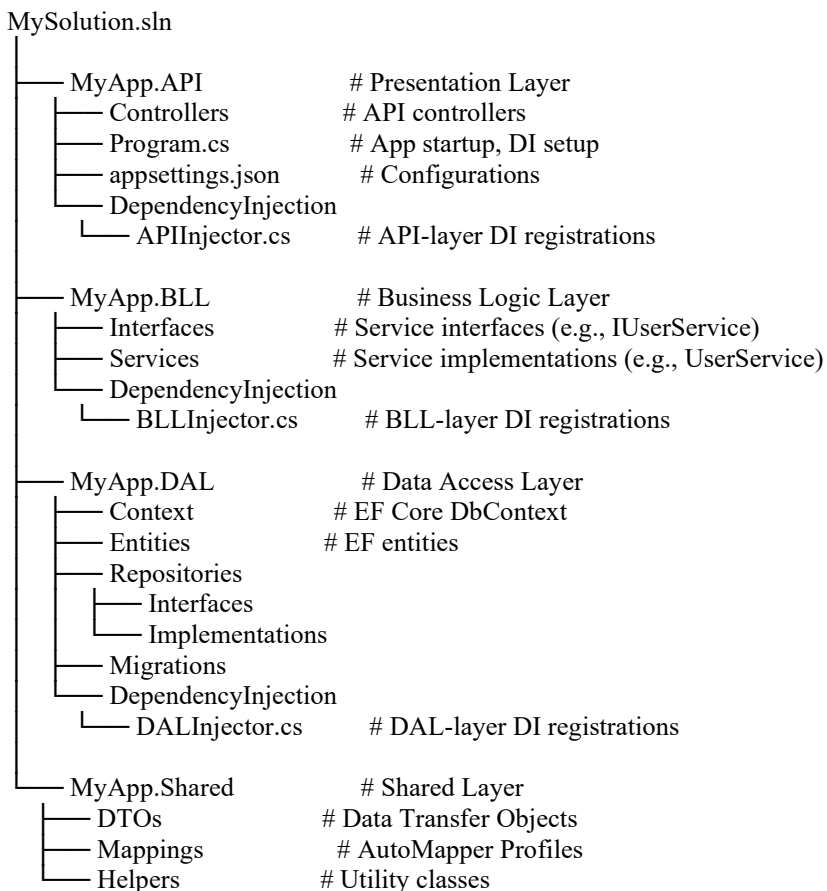 MySolution.sln
│
├── MyApp.API # Presentation Layer
│ ├── Controllers # API controllers
│ ├── Program.cs # App startup, DI setup
│ ├── appsettings.json # Configurations
│ └── DependencyInjection
│ └── APIInjector.cs # API-layer DI registrations
│
├── MyApp.BLL # Business Logic Layer
│ ├── Interfaces # Service interfaces (e.g., IUserService)
│ ├── Services # Service implementations (e.g., UserService)
│ └── DependencyInjection
│ └── BLLInjector.cs # BLL-layer DI registrations
│
├── MyApp.DAL # Data Access Layer
│ ├── Context # EF Core DbContext
│ ├── Entities # EF entities
│ ├── Repositories
│ │ ├── Interfaces
│ │ └── Implementations
│ ├── Migrations
│ └── DependencyInjection
│ └── DALInjector.cs # DAL-layer DI registrations
│
└── MyApp.Shared # Shared Layer
├── DTOs # Data Transfer Objects
├── Mappings # AutoMapper Profiles
└── Helpers # Utility classes